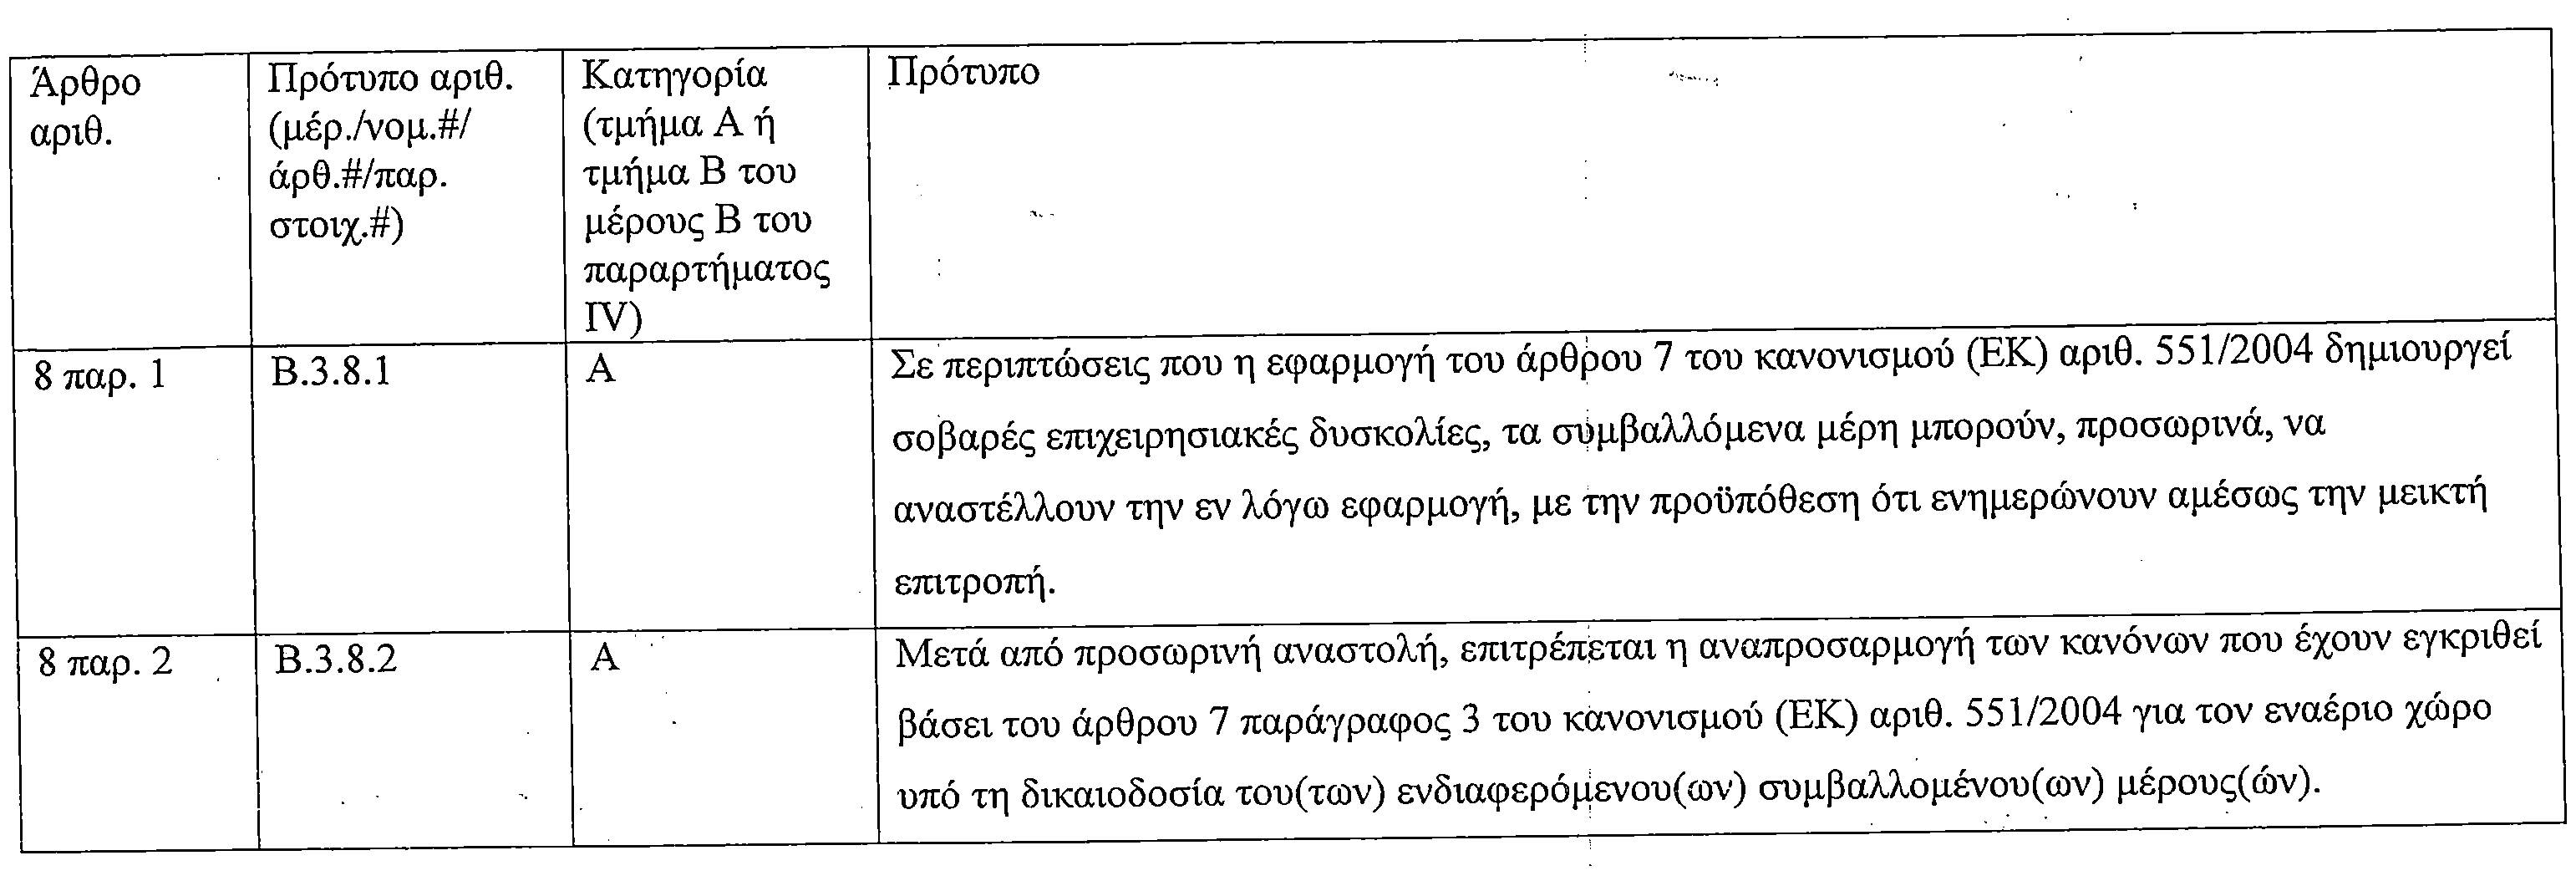 Άρθρο
αριθ.
Πρότυπο αριθ.
(μέρ./νομ.#/
άρθ.#/παρ.
στοιχ.#)
Κατηγορία
(τμήμα Α ή
τμήμα Β του
μέρους Β του
παραρτήματος
IV)
Πρότυπο
8 παρ. 1
Β.3.8.1
Α
Σε περιπτώσεις που η εφαρμογή του άρθρου 7 του κανονισμού (ΕΚ) αριθ. 551/2004 δημιουργεί
σοβαρές επιχειρησιακές δυσκολίες, τα συμβαλλόμενα μέρη μπορούν, προσωρινά, να
αναστέλλουν την εν λόγω εφαρμογή, με την προϋπόθεση ότι ενημερώνουν αμέσως την μεικτή
επιτροπή.
8 παρ. 2
Β.3.8.2
Α
Μετά από προσωρινή αναστολή, επιτρέπεται η αναπροσαρμογή των κανόνων που έχουν εγκριθεί
βάσει του άρθρου 7 παράγραφος 3 του κανονισμού (ΕΚ) αριθ. 551/2004 για τον εναέριο χώρο
υπό τη δικαιοδοσία του(των) ενδιαφερόμενου(ων) συμβαλλομένου(ων) μέρους(ών).